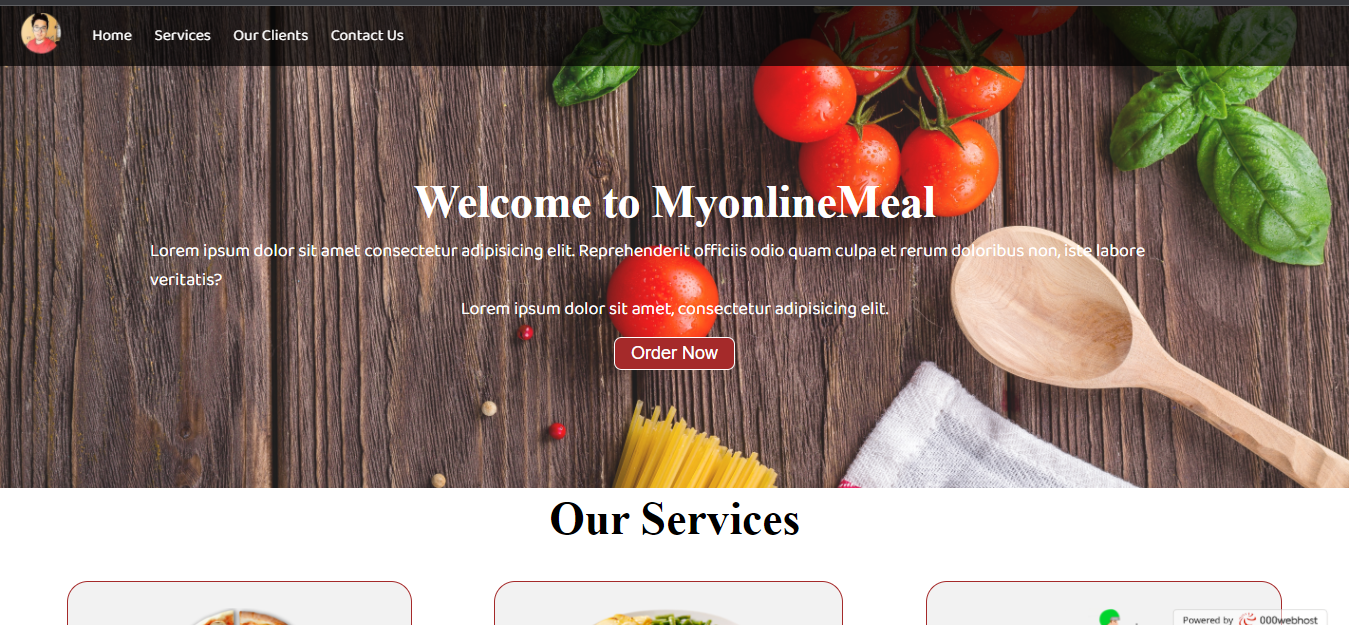 Home Services Our Clients Contact Us
Welcome to MyonlineMeal
Lorem ipsum dolor sit amet consectetur adipisicing elit. Reprehenderit officiis odio quam culpa et rerum doloribus non, iste labore
veritatis?
Lorem ipsum dolor sit amet, consectetur adipisicing elit.
Order Now
Our Services
Powered by 000webhost